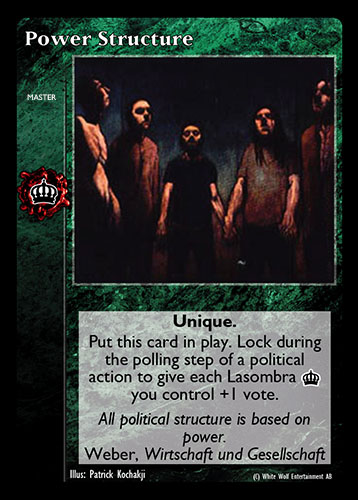 Power Structure
MASTER
Unique.
Put this card in play. Lock during
the polling step of a political
action to give each Lasombra
you control +1 vote.
All political structure is based on
power.
Weber, Wirtschaft und Gesellschaft
Illus: Patrick Kochakji
(C) White Wolf Entertainment AB